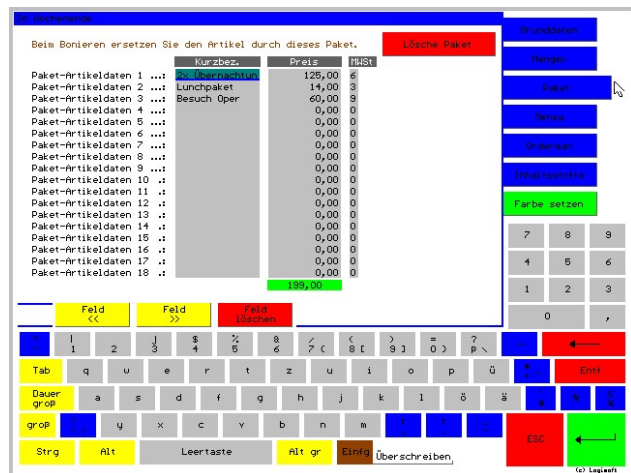 Wochenende
Grunddaten
Beim Bonieren ersetzen Sie den Artikel durch dieses Paket.
Lösche Paket
Mengen
Kurzbez. Preis MWSt
Paket-Artikeldaten 1 ...: 2x Übernachtun 125,00 6
Paket-Artikeldaten 2 ...: Lunchpaket 14,00 3
Paket
Paket-Artikeldaten 3 ...: Besuch Oper 60,00 9
Paket-Artikeldaten 4 ...: 0,00 0
Mensa
Paket-Artikeldaten 5 ...: 0,00 0
Paket-Artikeldaten 6 ...: 0,00 0
Paket-Artikeldaten 7 ...: 0,00 0
Orderman
Paket-Artikeldaten 8 ...: 0,00 0
Paket-Artikeldaten 9 ...: 0,00 0
Inhaltsstoffe
Paket-Artikeldaten 10 .: 0,00 0
Paket-Artikeldaten 11 .: 0,00 0
Paket-Artikeldaten 12 .: 0,00 0
Farbe setzen
Paket-Artikeldaten 13 .: 0,00 0
Paket-Artikeldaten 14 .: 0,00 0
Paket-Artikeldaten 15 .: 0,00 0
Paket-Artikeldaten 16 .: 0,00 0
Paket-Artikeldaten 17 .: 0,00 0
Paket-Artikeldaten 18 .: 0,00 0
199,00
7 8 9
4 5 6
1 2 3
0 ,
Feld << Feld >> Feld löschen
| ! " J $ % & / ( ) = ?
1 2 3 4 5 6 7 { 8 [ 9 ] 0 } β \
Tab q w e r t z u i o p ü Entf
Dauer groß a s d f g h j k l ö ä
groß y x c v b n m
ESC
Strg Alt Leertaste Alt gr Einfg Überschreiben
(c) Logisoft